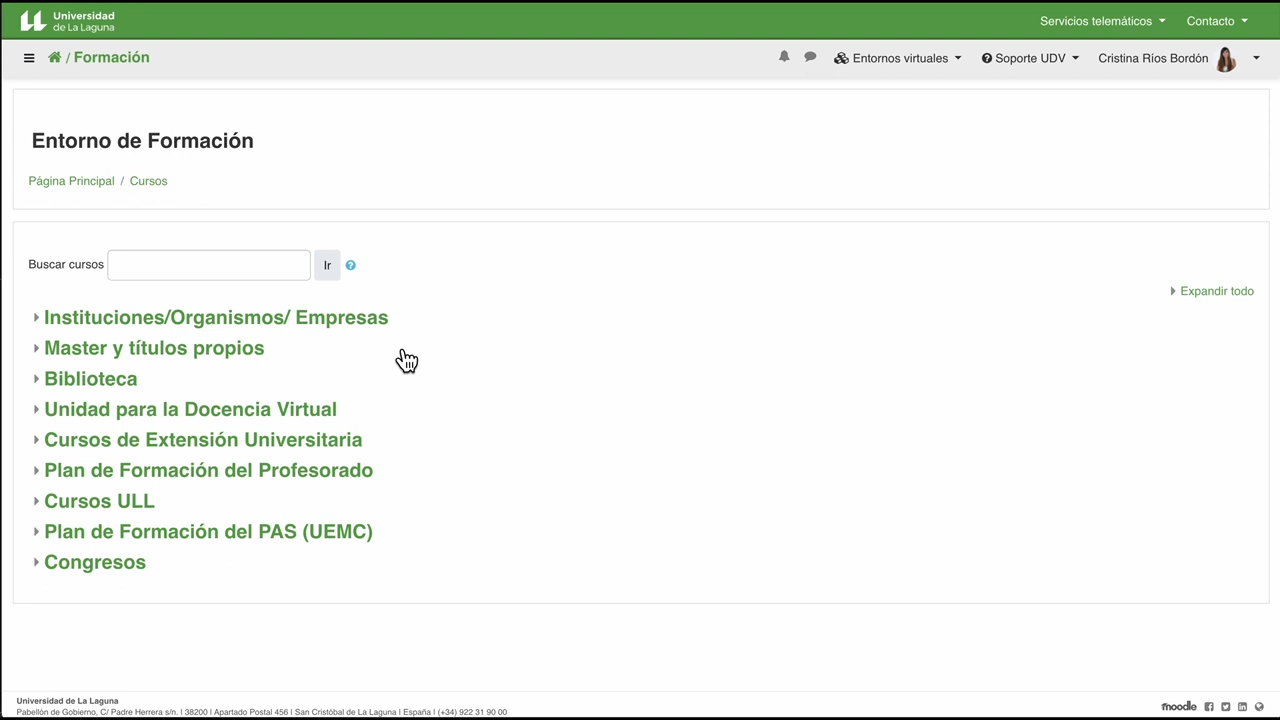 Universidad
de La Laguna
Servicios telemáticos
Contacto
/ Formación
Entornos virtuales
Soporte UDV
Cristina Ríos Bordón
Entorno de Formación
Página Principal / Cursos
Buscar cursos
Ir
Expandir todo
Instituciones/Organismos/ Empresas
Master y títulos propios
Biblioteca
Unidad para la Docencia Virtual
Cursos de Extensión Universitaria
Plan de Formación del Profesorado
Cursos ULL
Plan de Formación del PAS (UEMC)
Congresos
Universidad de La Laguna
Pabellón de Gobierno, C/ Padre Herrera s/n. | 38200 | Apartado Postal 456 | San Cristóbal de La Laguna | España | (+34) 922 31 90 00
moodle